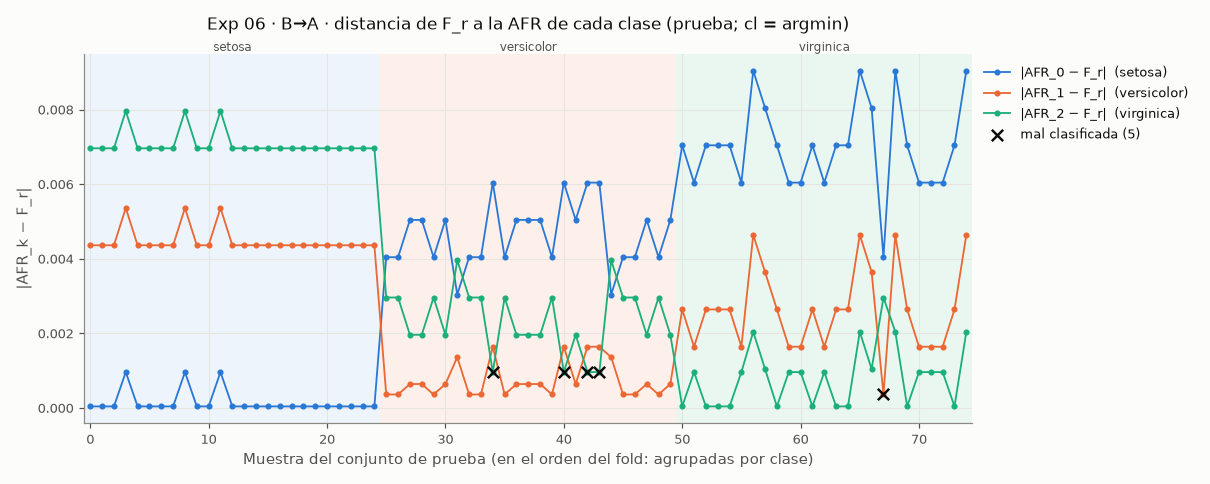 Exp 06 · B→A · distancia de F_r a la AFR de cada clase (prueba; cl = argmin)
setosa
versicolor
virginica
|AFR_0 − F_r| (setosa)
|AFR_1 − F_r| (versicolor)
|AFR_2 − F_r| (virginica)
mal clasificada (5)
|AFR_k − F_r|
0.008
0.006
0.004
0.002
0.000
0
10
20
30
40
50
60
70
Muestra del conjunto de prueba (en el orden del fold: agrupadas por clase)